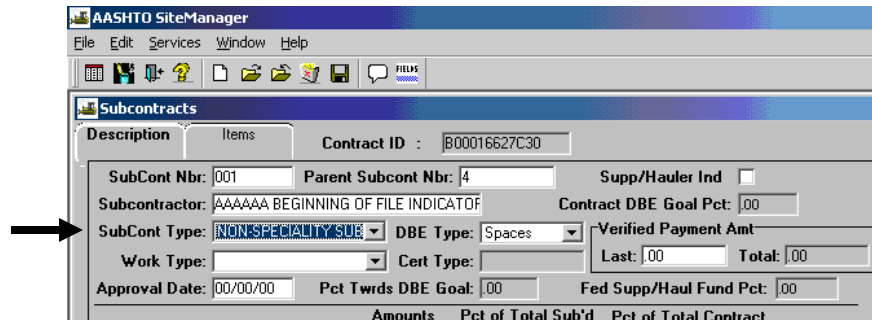 AASHTO SiteManager
File Edit Services Window Help
FIELDS
Subcontracts
Description Items Contract ID : B00016627C30
SubCont Nbr: 001 Parent Subcont Nbr: 4 Supp/Hauler Ind
Subcontractor: AAAAAA BEGINNING OF FILE INDICATOR Contract DBE Goal Pct: .00
SubCont Type: NON-SPECIALITY SUB DBE Type: Spaces Verified Payment Amt
Work Type: Cert Type: Last: .00 Total: .00
Approval Date: 00/00/00 Pct Twrds DBE Goal: .00 Fed Supp/Haul Fund Pct: .00
Amounts Pct of Total Sub'd Pct of Total Contract